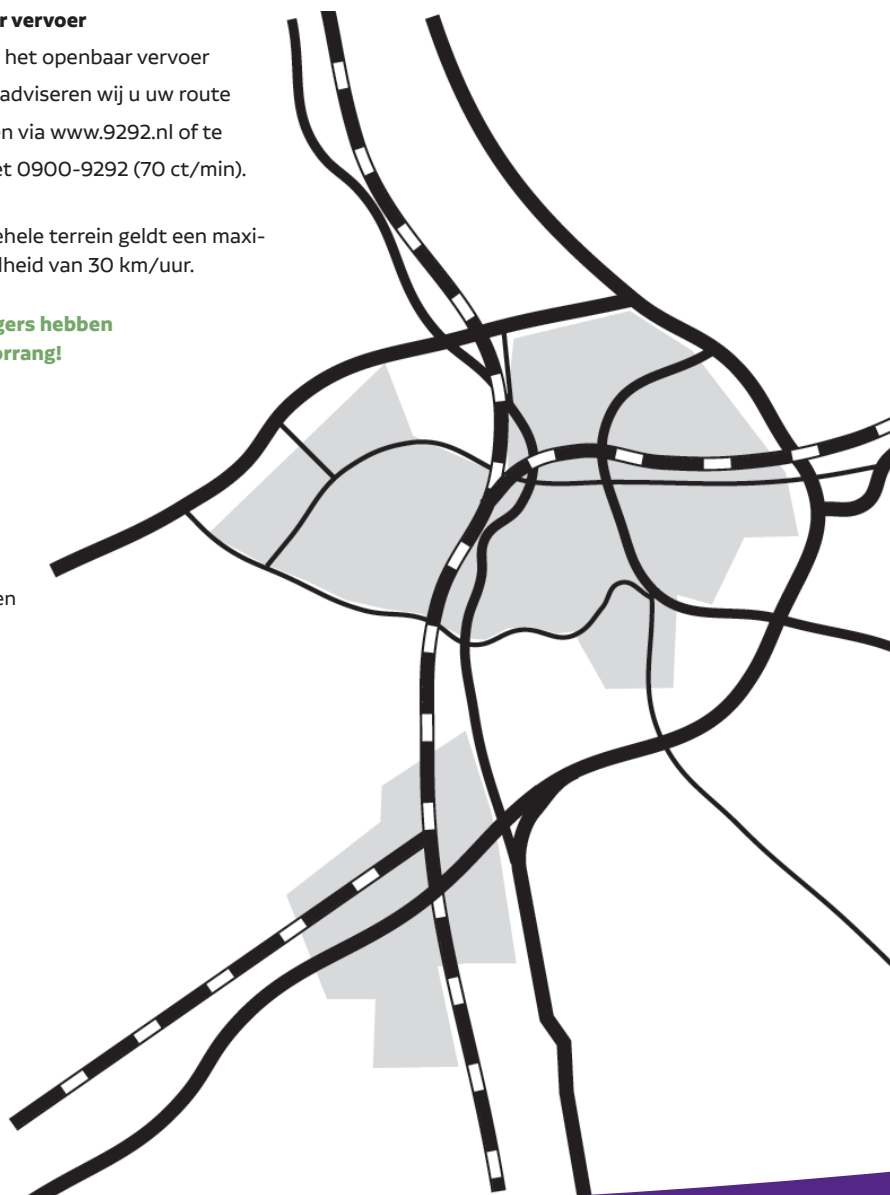 r vervoer
het openbaar vervoer
adviseren wij u uw route
n via www.9292.nl of te
et 0900-9292 (70 ct/min).
ehele terrein geldt een maxi-
lheid van 30 km/uur.
gers hebben
orrang!
en